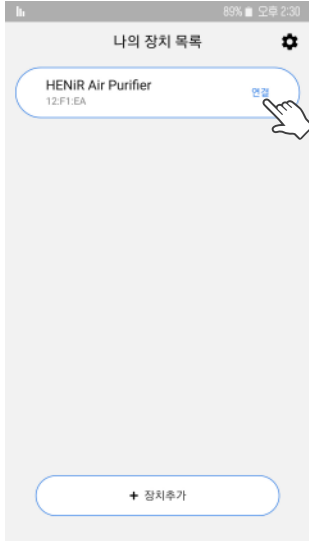 89% 오후 2:30
나의 장치 목록
HENiR Air Purifier
12:F1:EA
연결
+ 장치추가